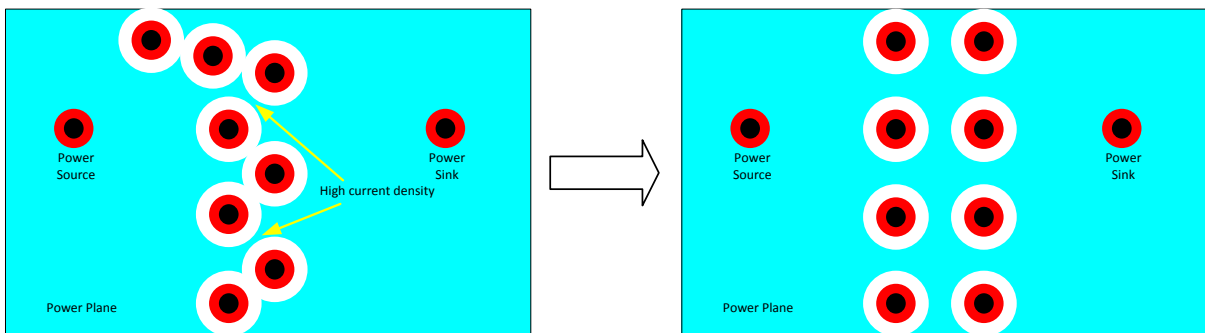 Power
Source
Power
Sink
High current density
Power Plane
Power
Source
Power
Sink
Power Plane